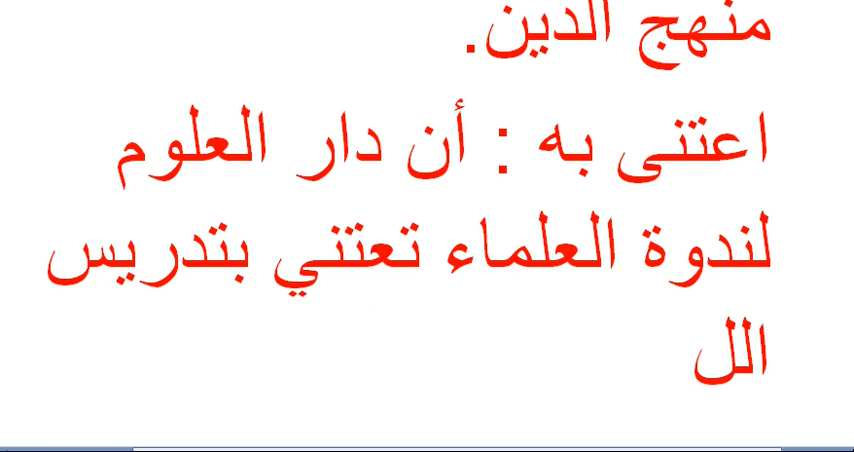 منهج الدين.
اعتنى به : أن دار العلوم
لندوة العلماء تعتني بتدريس
الل